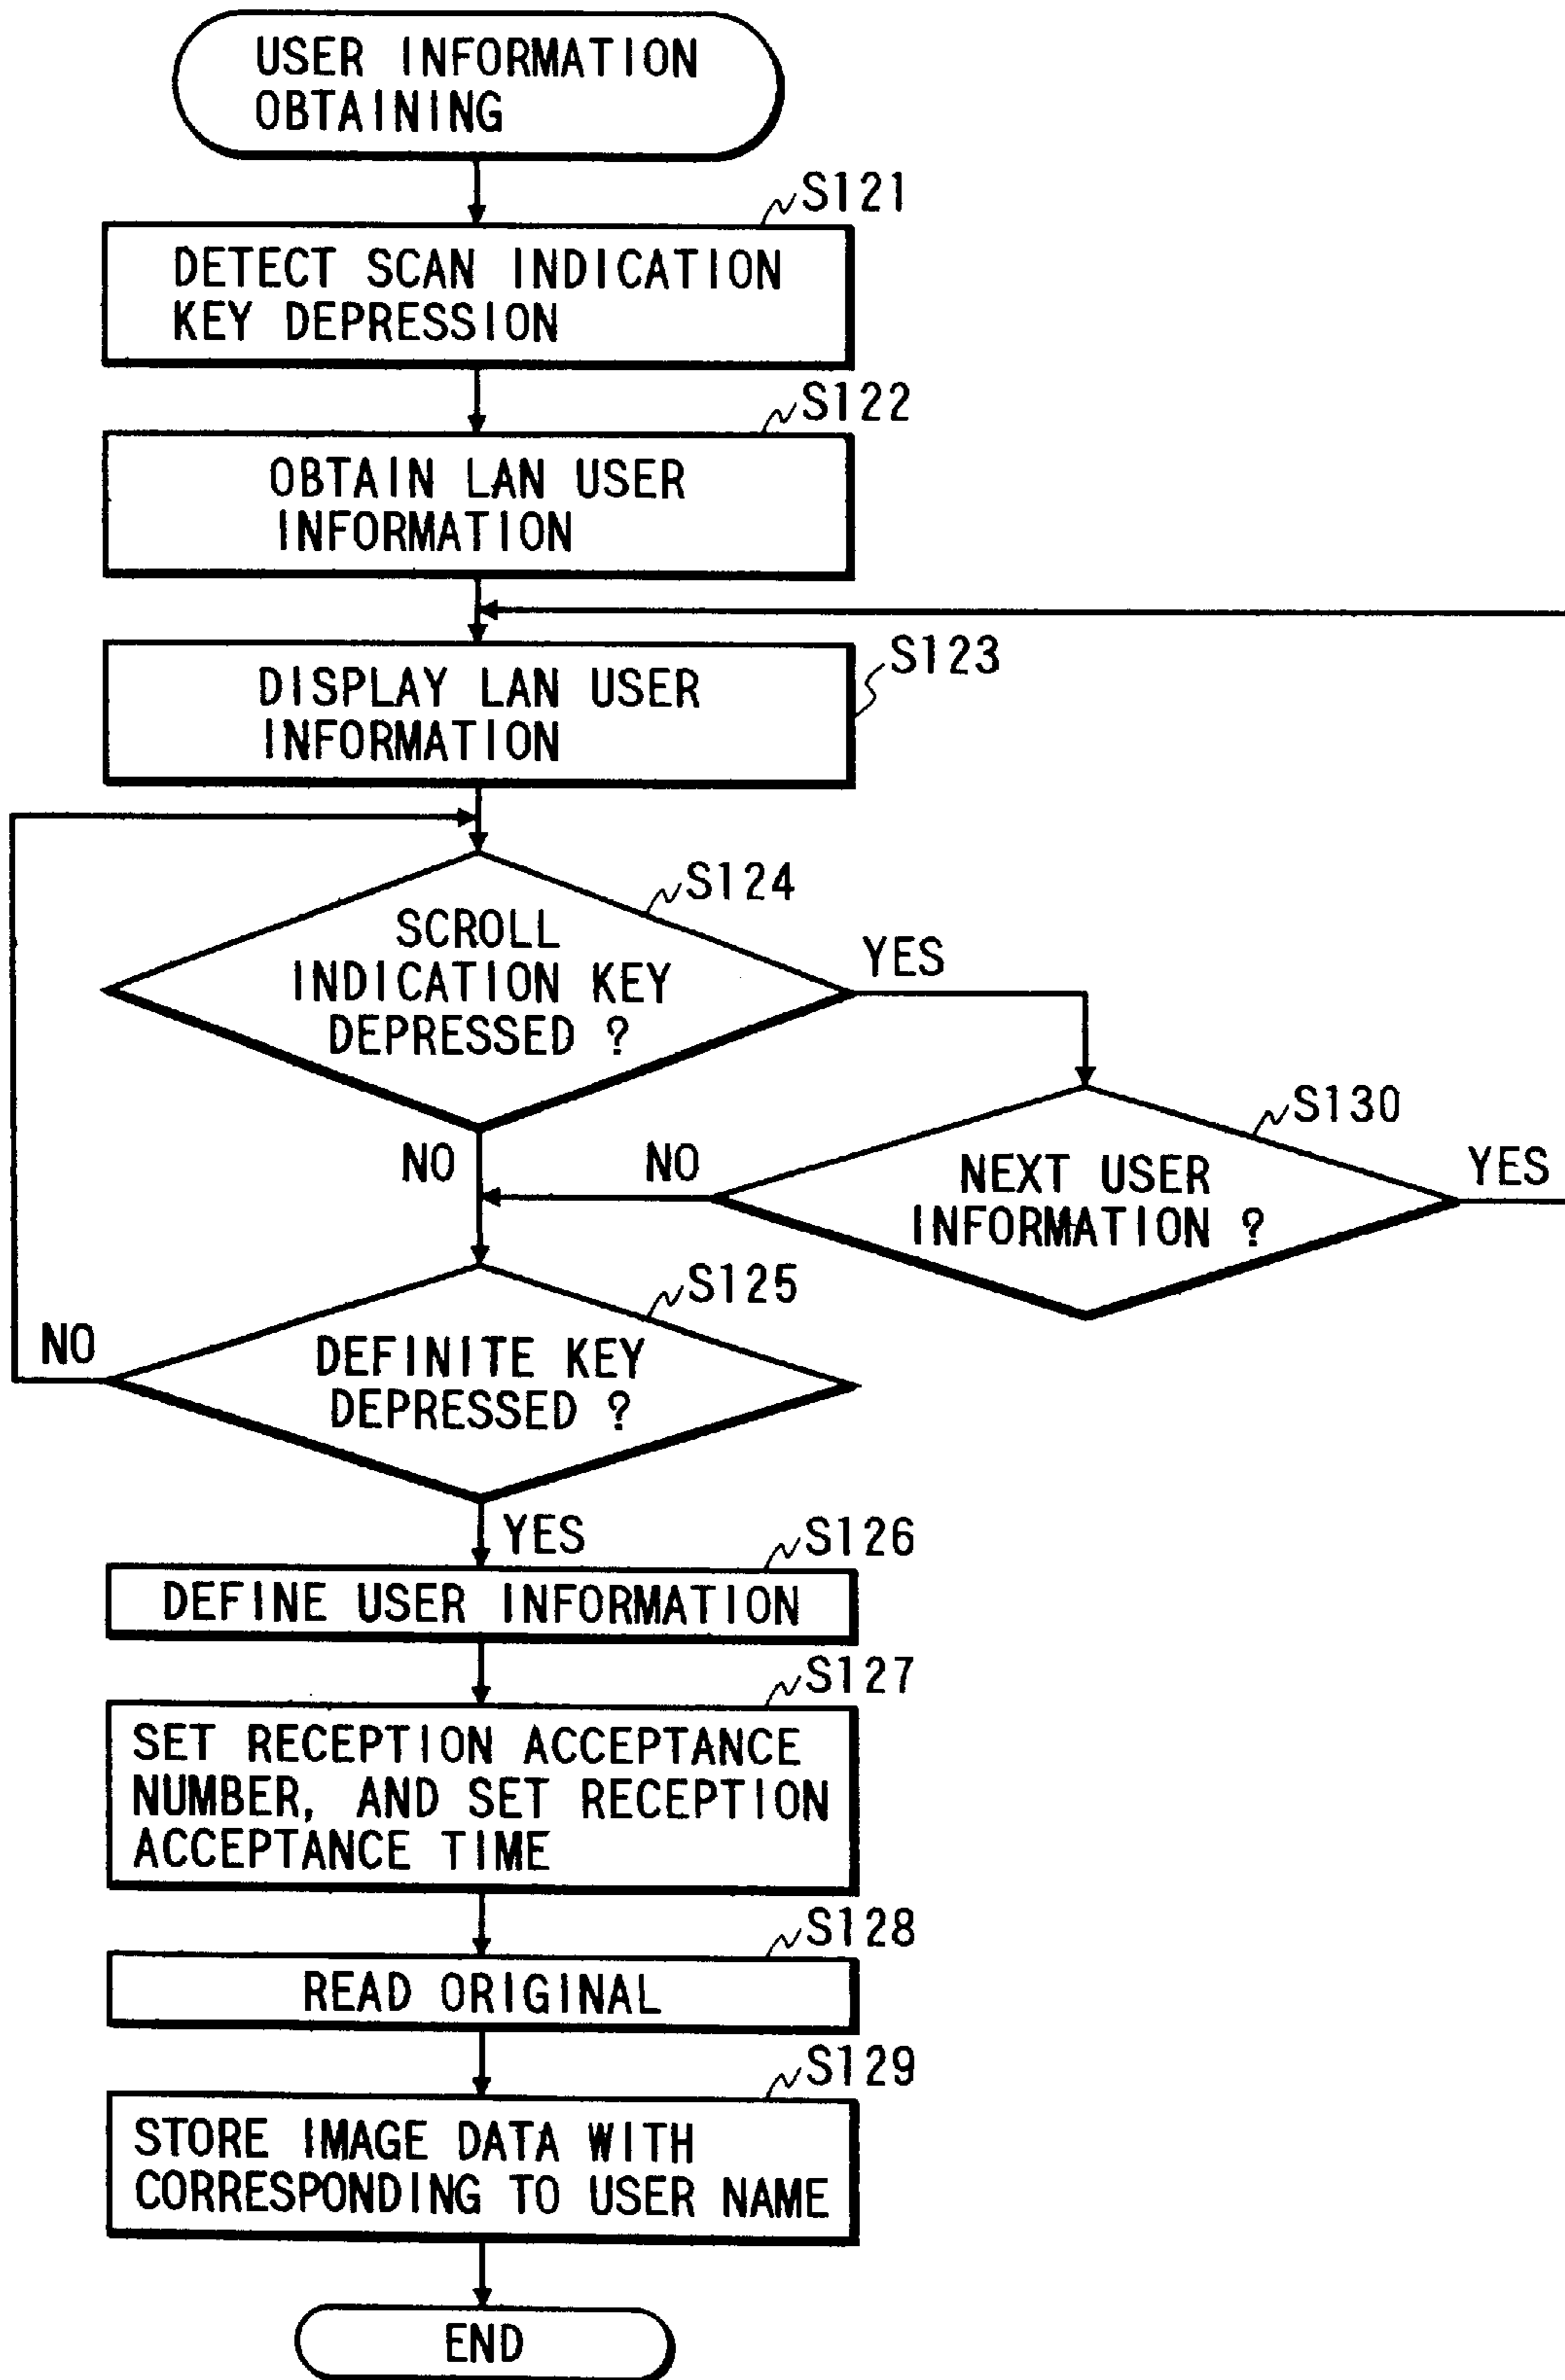 USER INFORMATION
OBTAINING
S121
DETECT SCAN INDICATION
KEY DEPRESSION
S122
OBTAIN LAN USER
INFORMATION
S123
DISPLAY LAN USER
INFORMATION
S124
SCROLL
INDICATION KEY
DEPRESSED ?
YES
NO
S130
NEXT USER
INFORMATION ?
NO
YES
S125
DEFINITE KEY
DEPRESSED ?
NO
YES
S126
DEFINE USER INFORMATION
S127
SET RECEPTION ACCEPTANCE
NUMBER, AND SET RECEPTION
ACCEPTANCE TIME
S128
READ ORIGINAL
S129
STORE IMAGE DATA WITH
CORRESPONDING TO USER NAME
END